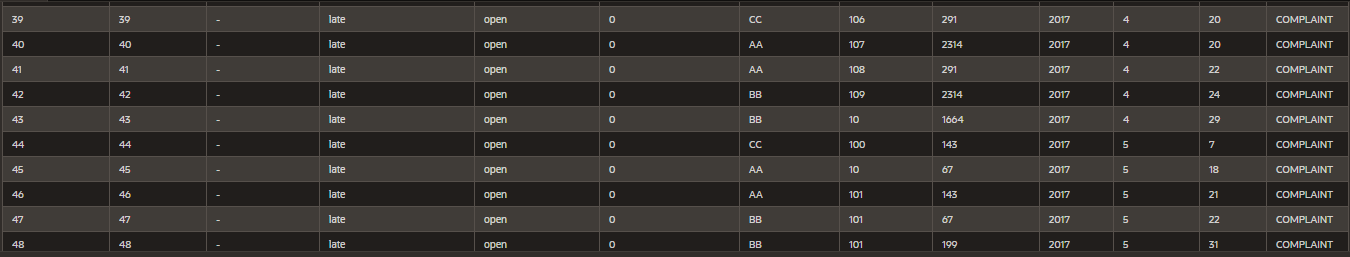 39 39 - late open 0 CC 106 291 2017 4 20 COMPLAINT
40 40 - late open 0 AA 107 2314 2017 4 20 COMPLAINT
41 41 - late open 0 AA 108 291 2017 4 22 COMPLAINT
42 42 - late open 0 BB 109 2314 2017 4 24 COMPLAINT
43 43 - late open 0 BB 10 1664 2017 4 29 COMPLAINT
44 44 - late open 0 CC 100 143 2017 5 7 COMPLAINT
45 45 - late open 0 AA 10 67 2017 5 18 COMPLAINT
46 46 - late open 0 AA 101 143 2017 5 21 COMPLAINT
47 47 - late open 0 BB 101 67 2017 5 22 COMPLAINT
48 48 - late open 0 BB 101 199 2017 5 31 COMPLAINT